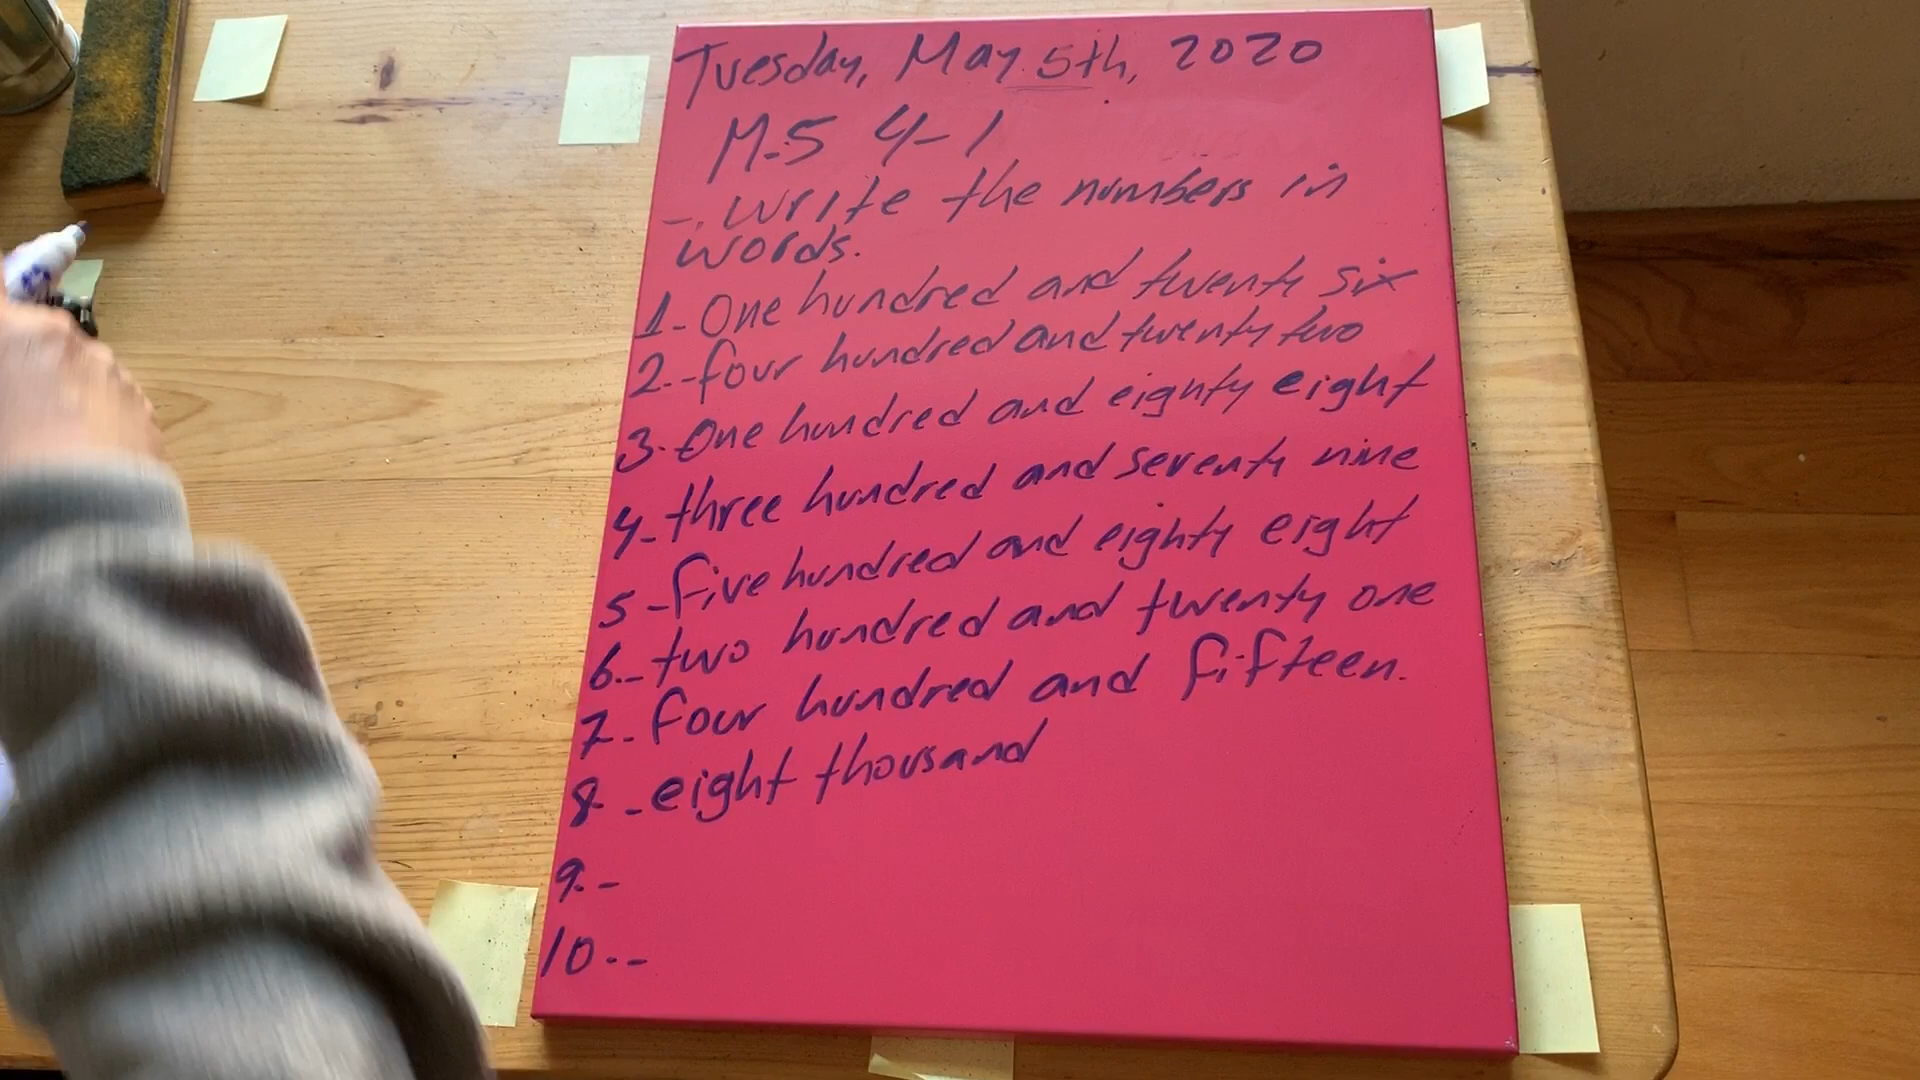 Tuesday, May 5th, 2020
M-5 4-1
-. Write the numbers in
words.
1- One hundred and twenty six
2.- four hundred and twenty two
3.- One hundred and eighty eight
4- three hundred and seventy nine
5- five hundred and eighty eight
6.- two hundred and twenty one
7- four hundred and fifteen.
8.- eight thousand
9.-
10.-